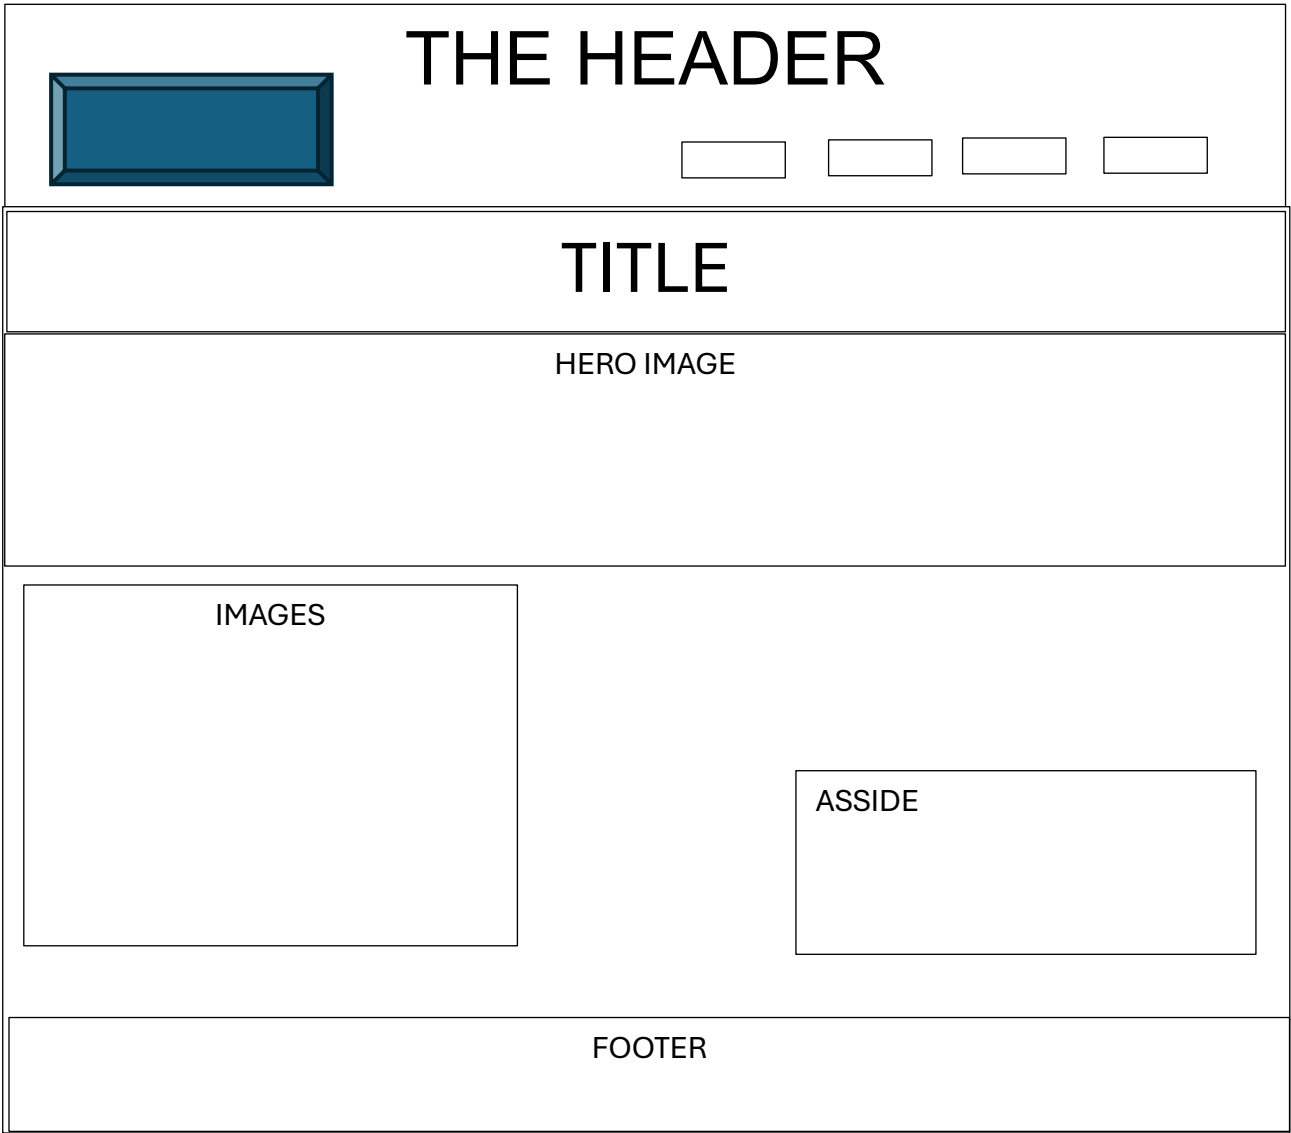 THE HEADER
TITLE
HERO IMAGE
IMAGES
ASSIDE
FOOTER